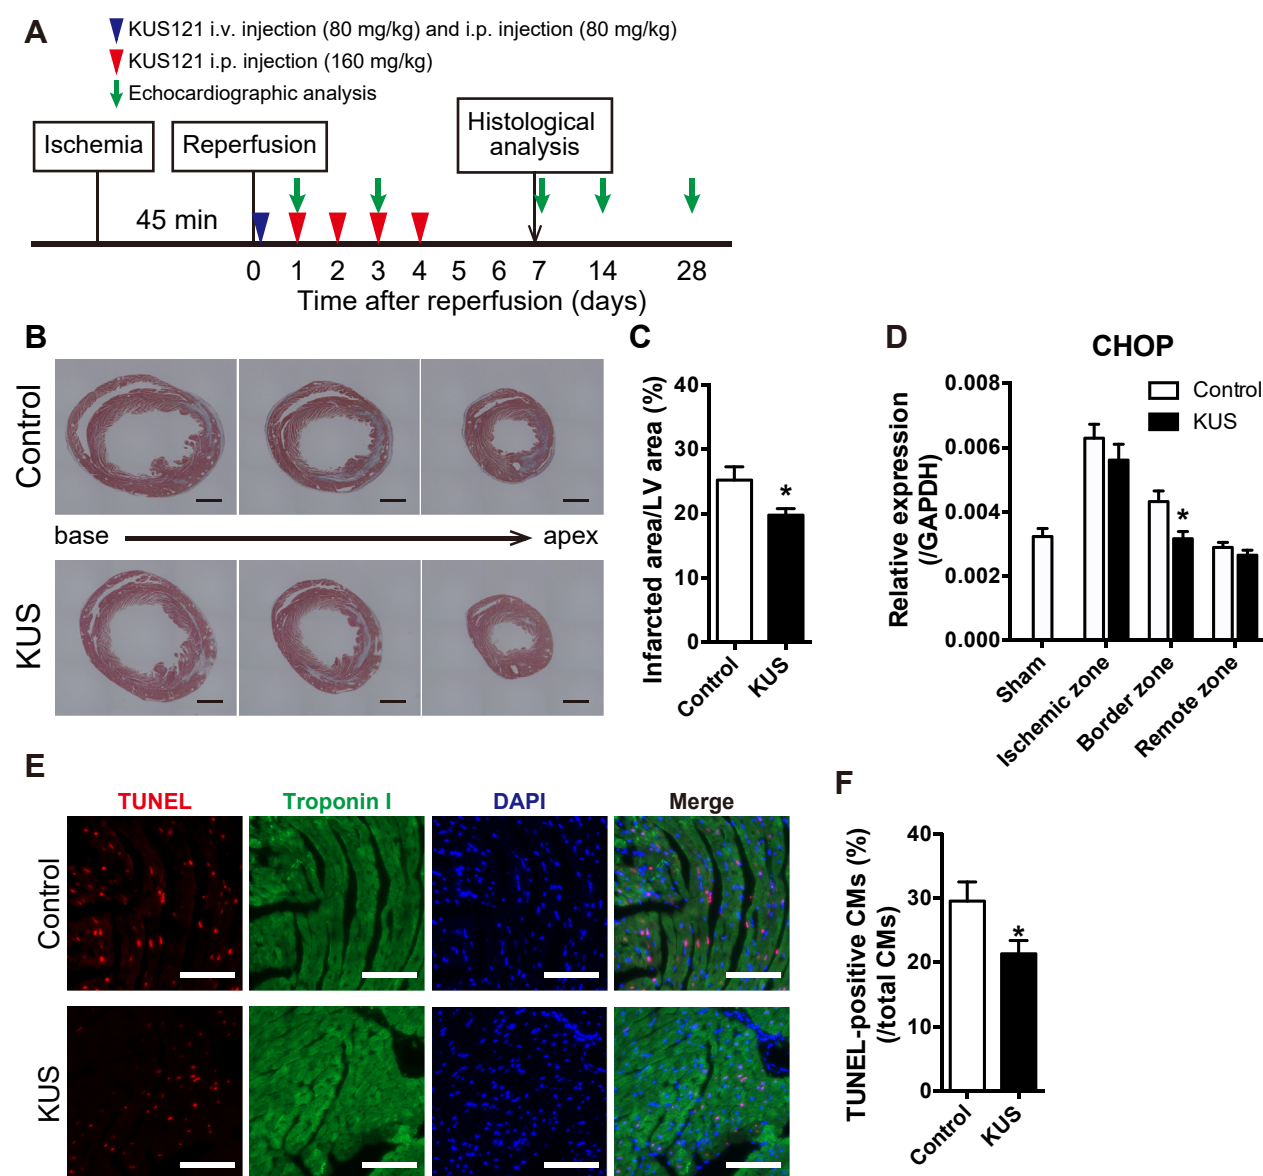 A
KUS121 i.v. injection (80 mg/kg) and i.p. injection (80 mg/kg)
KUS121 i.p. injection (160 mg/kg)
Echocardiographic analysis
Ischemia
Reperfusion
Histological
analysis
45 min
0 1 2 3 4 5 6 7 14 28
Time after reperfusion (days)
B
Control
base
apex
KUS
C
Infarcted area/LV area (%)
40
30
20
10
0
*
Control
KUS
D
CHOP
Relative expression
(/GAPDH)
0.008
0.006
0.004
0.002
0.000
Control
KUS
*
Sham
Ischemic zone
Border zone
Remote zone
E
TUNEL
Troponin I
DAPI
Merge
Control
KUS
F
TUNEL-positive CMs (%)
(/total CMs)
40
30
20
10
0
*
Control
KUS